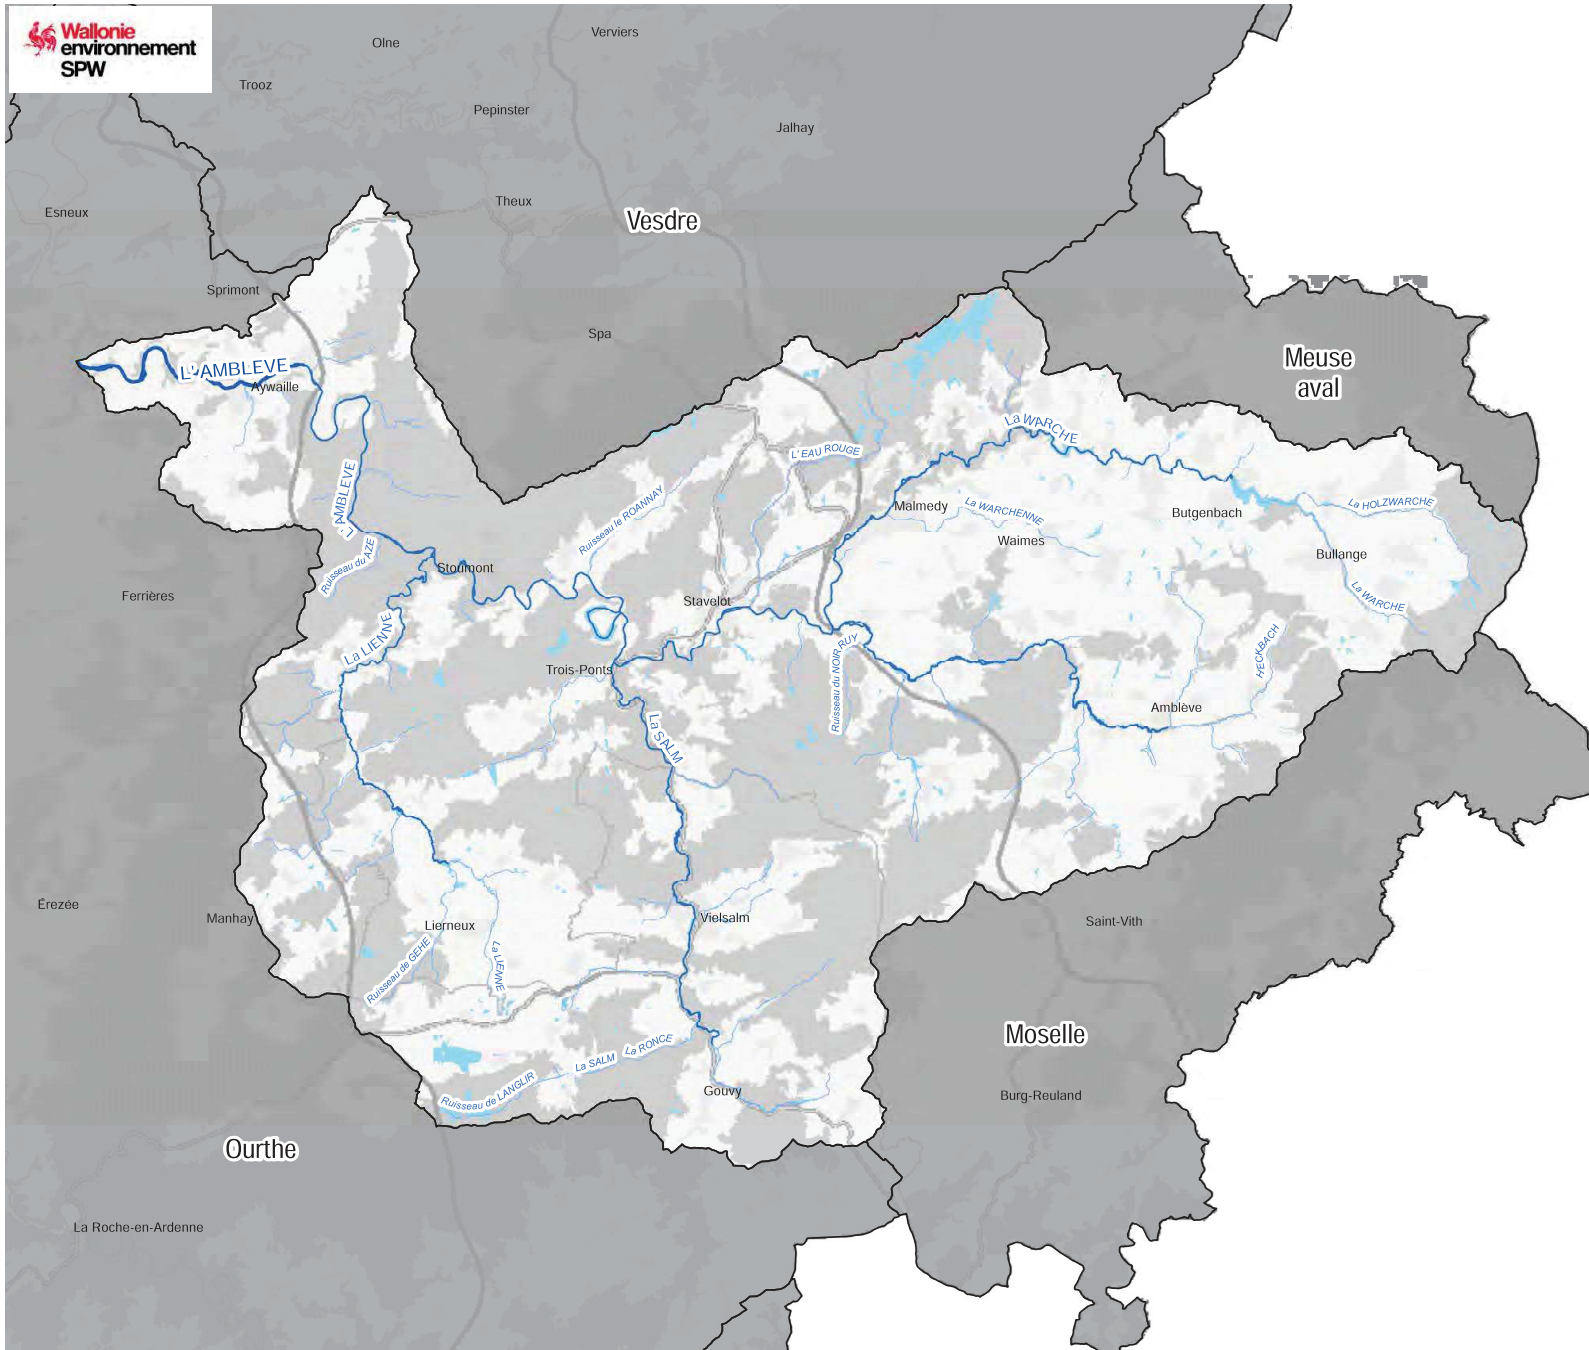 Wallonie
environnement
SPW
Olne
Verviers
Trooz
Pepinster
Jalhay
Esneux
Theux
Vesdre
Sprimont
Spa
Meuse
aval
L'AMBLEVE
Aywaille
La WARCHE
L' EAU ROUGE
L'AMBLEVE
Ruisseau le ROANNAY
Malmedy
La WARCHENNE
Butgenbach
La HOLZWARCHE
Waimes
Bullange
Ruisseau du AZE
Stoumont
Ferrières
Stavelot
La WARCHE
La LIENNE
Ruisseau du NOIR RUY
HECKBACH
Trois-Ponts
Amblève
La SALM
Érezée
Manhay
Lierneux
Vielsalm
Saint-Vith
Ruisseau de GEHE
La LIENNE
Moselle
La RONCE
La SALM
Ruisseau de LANGLIR
Gouvy
Burg-Reuland
Ourthe
La Roche-en-Ardenne